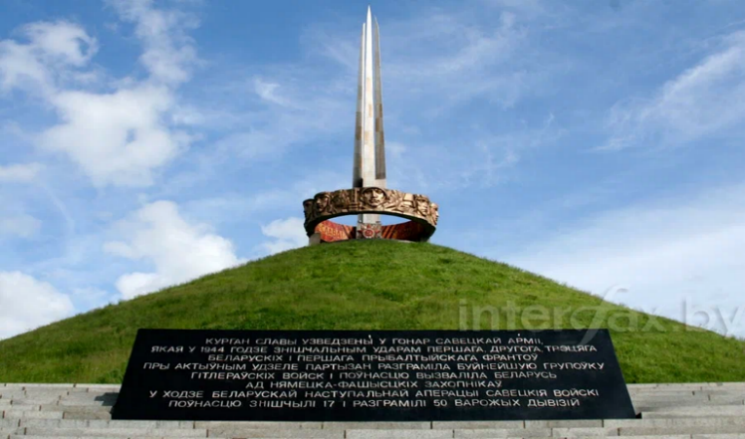 КУРГАН СЛАВЫ УЗВЕДЗЕНЫ Ў ГОНАР САВЕЦКАЙ АРМІІ,
ЯКАЯ Ў 1944 ГОДЗЕ ЗНІШЧАЛЬНЫМ УДАРАМ ПЕРШАГА, ДРУГОГА, ТРЭЦЯГА
БЕЛАРУСКІХ І ПЕРШАГА ПРЫБАЛТЫЙСКАГА ФРАНТОЎ
ПРЫ АКТЫЎНЫМ УДЗЕЛЕ ПАРТЫЗАН РАЗГРАМІЛА БУЙНЕЙШУЮ ГРУПОЎКУ
ГІТЛЕРАЎСКІХ ВОЙСК І ПОЎНАСЦЮ ВЫЗВАЛІЛА БЕЛАРУСЬ
АД НЯМЕЦКА-ФАШЫСЦКІХ ЗАХОПНІКАЎ
У ХОДЗЕ БЕЛАРУСКАЙ НАСТУПАЛЬНАЙ АПЕРАЦЫІ САВЕЦКІЯ ВОЙСКІ
ПОЎНАСЦЮ ЗНІШЧЫЛІ 17 І РАЗГРАМІЛІ 50 ВАРОЖЫХ ДЫВІЗІЙ
interfax.by